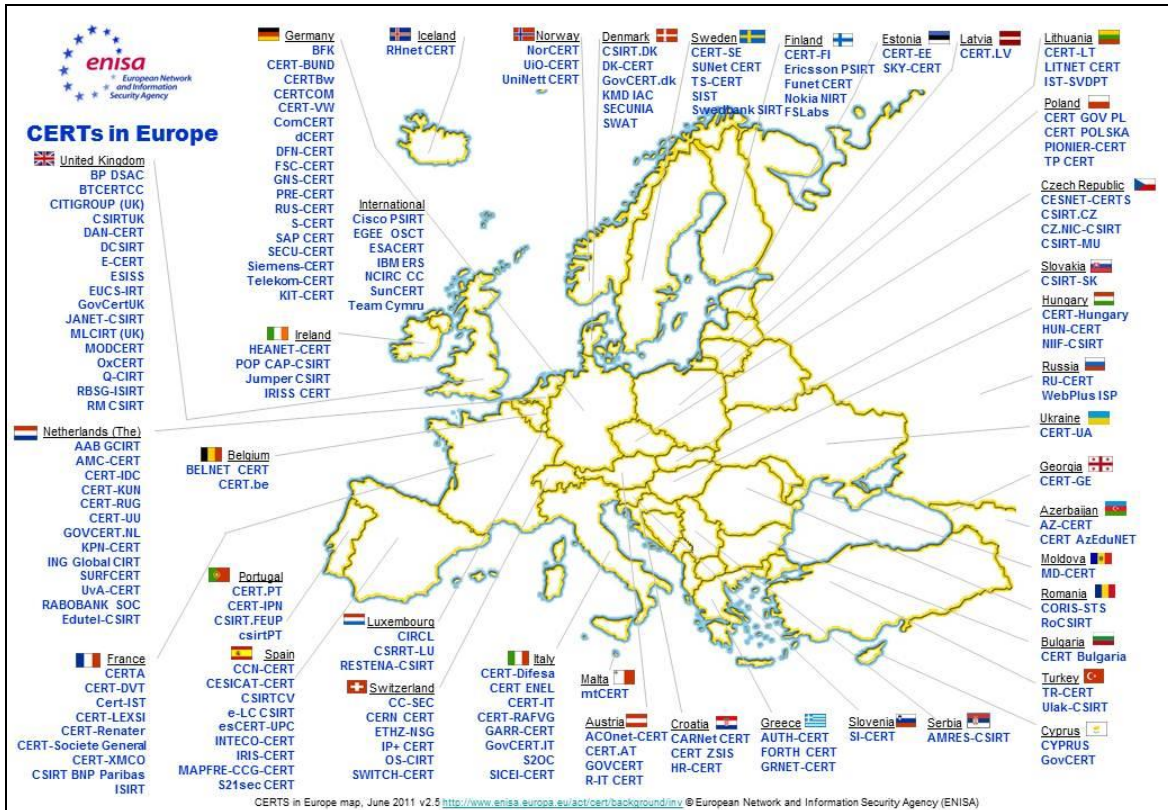 enisa
European Network
and Information
Security Agency
CERTs in Europe
United Kingdom
BP DSAC
BTCERTCC
CITIGROUP (UK)
CSIRTUK
DAN-CERT
DCSIRT
E-CERT
ESISS
EUCS-IRT
GovCertUK
JANET-CSIRT
MLCIRT (UK)
MODCERT
OxCERT
Q-CIRT
RBSG-ISIRT
RM CSIRT
Germany
BFK
CERT-BUND
CERTBw
CERTCOM
CERT-VW
ComCERT
dCERT
DFN-CERT
FSC-CERT
GNS-CERT
PRE-CERT
RUS-CERT
S-CERT
SAP CERT
SECU-CERT
Siemens-CERT
Telekom-CERT
KIT-CERT
Iceland
RHnet CERT
International
Cisco PSIRT
EGEE OSCT
ESACERT
IBM ERS
NCIRC CC
SunCERT
Team Cymru
Ireland
HEANET-CERT
POP CAP-CSIRT
Jumper CSIRT
IRISS CERT
Norway
NorCERT
UiO-CERT
UniNett CERT
Denmark
CSIRT.DK
DK-CERT
GovCERT.dk
KMD IAC
SECUNIA
SWAT
Sweden
CERT-SE
SUNet CERT
TS-CERT
SIST
Swedbank SIRT
Finland
CERT-FI
Ericsson PSIRT
Funet CERT
Nokia NIRT
FSLabs
Estonia
CERT-EE
SKY-CERT
Latvia
CERT.LV
Lithuania
CERT-LT
LITNET CERT
IST-SVDPT
Poland
CERT GOV PL
CERT POLSKA
PIONIER-CERT
TP CERT
Czech Republic
CESNET-CERTS
CSIRT.CZ
CZ.NIC-CSIRT
CSIRT-MU
Slovakia
CSIRT-SK
Hungary
CERT-Hungary
HUN-CERT
NIIF-CSIRT
Russia
RU-CERT
WebPlus ISP
Ukraine
CERT-UA
Georgia
CERT-GE
Azerbaijan
AZ-CERT
CERT AzEduNET
Moldova
MD-CERT
Romania
CORIS-STS
RoCSIRT
Bulgaria
CERT Bulgaria
Turkey
TR-CERT
Ulak-CSIRT
Cyprus
CYPRUS
GovCERT
Netherlands (The)
AAB GCIRT
AMC-CERT
CERT-IDC
CERT-KUN
CERT-RUG
CERT-UU
GOVCERT.NL
KPN-CERT
ING Global CIRT
SURFCERT
UvA-CERT
RABOBANK SOC
Edutel-CSIRT
Belgium
BELNET CERT
CERT.be
France
CERTA
CERT-DVT
Cert-IST
CERT-LEXSI
CERT-Renater
CERT-Societe General
CERT-XMCO
CSIRT BNP Paribas
ISIRT
Portugal
CERT.PT
CERT-IPN
CSIRT.FEUP
csirtPT
Spain
CCN-CERT
CESICAT-CERT
CSIRTCV
e-LC CSIRT
esCERT-UPC
INTECO-CERT
IRIS-CERT
MAPFRE-CCG-CERT
S21sec CERT
Luxembourg
CIRCL
CSRRT-LU
RESTENA-CSIRT
Switzerland
CC-SEC
CERN CERT
ETHZ-NSG
IP+ CERT
OS-CIRT
SWITCH-CERT
Italy
CERT-Difesa
CERT ENEL
CERT-IT
CERT-RAFVG
GARR-CERT
GovCERT.IT
S2OC
SICEI-CERT
Malta
mtCERT
Austria
ACOnet-CERT
CERT.AT
GOVCERT
R-IT CERT
Croatia
CARNet CERT
CERT ZSIS
HR-CERT
Greece
AUTH-CERT
FORTH CERT
GRNET-CERT
Slovenia
SI-CERT
Serbia
AMRES-CSIRT
CERTS in Europe map, June 2011 v2.5 http://www.enisa.europa.eu/act/cert/background/inv © European Network and Information Security Agency (ENISA)